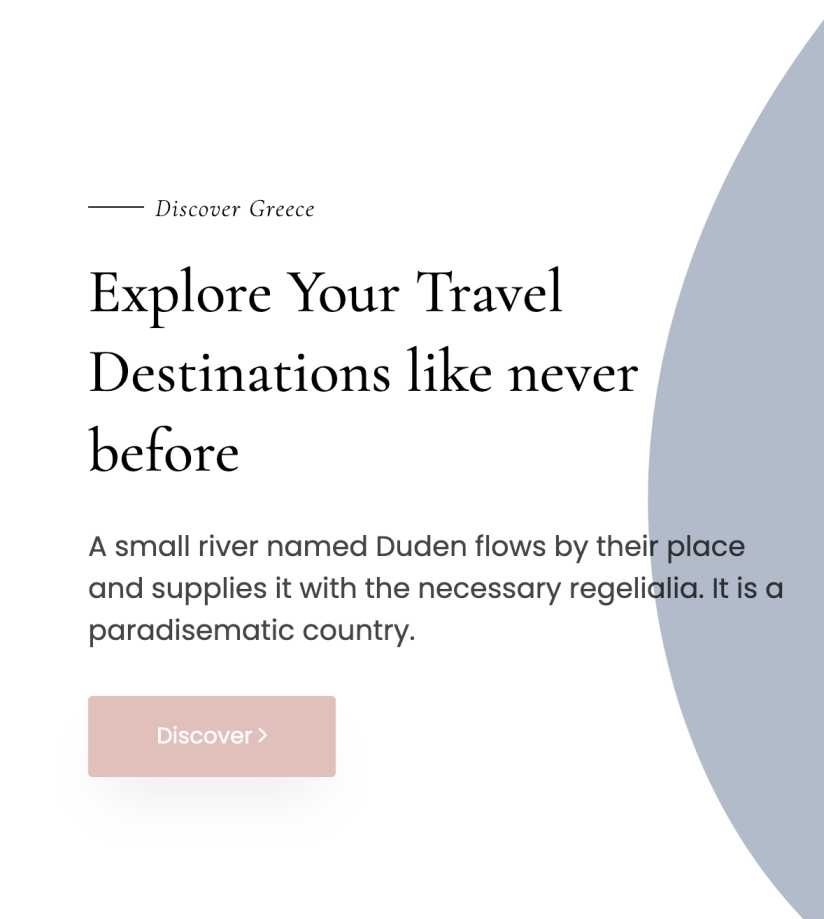 Discover Greece
Explore Your Travel
Destinations like never
before
A small river named Duden flows by their place
and supplies it with the necessary regelialia. It is a
paradisematic country.
Discover